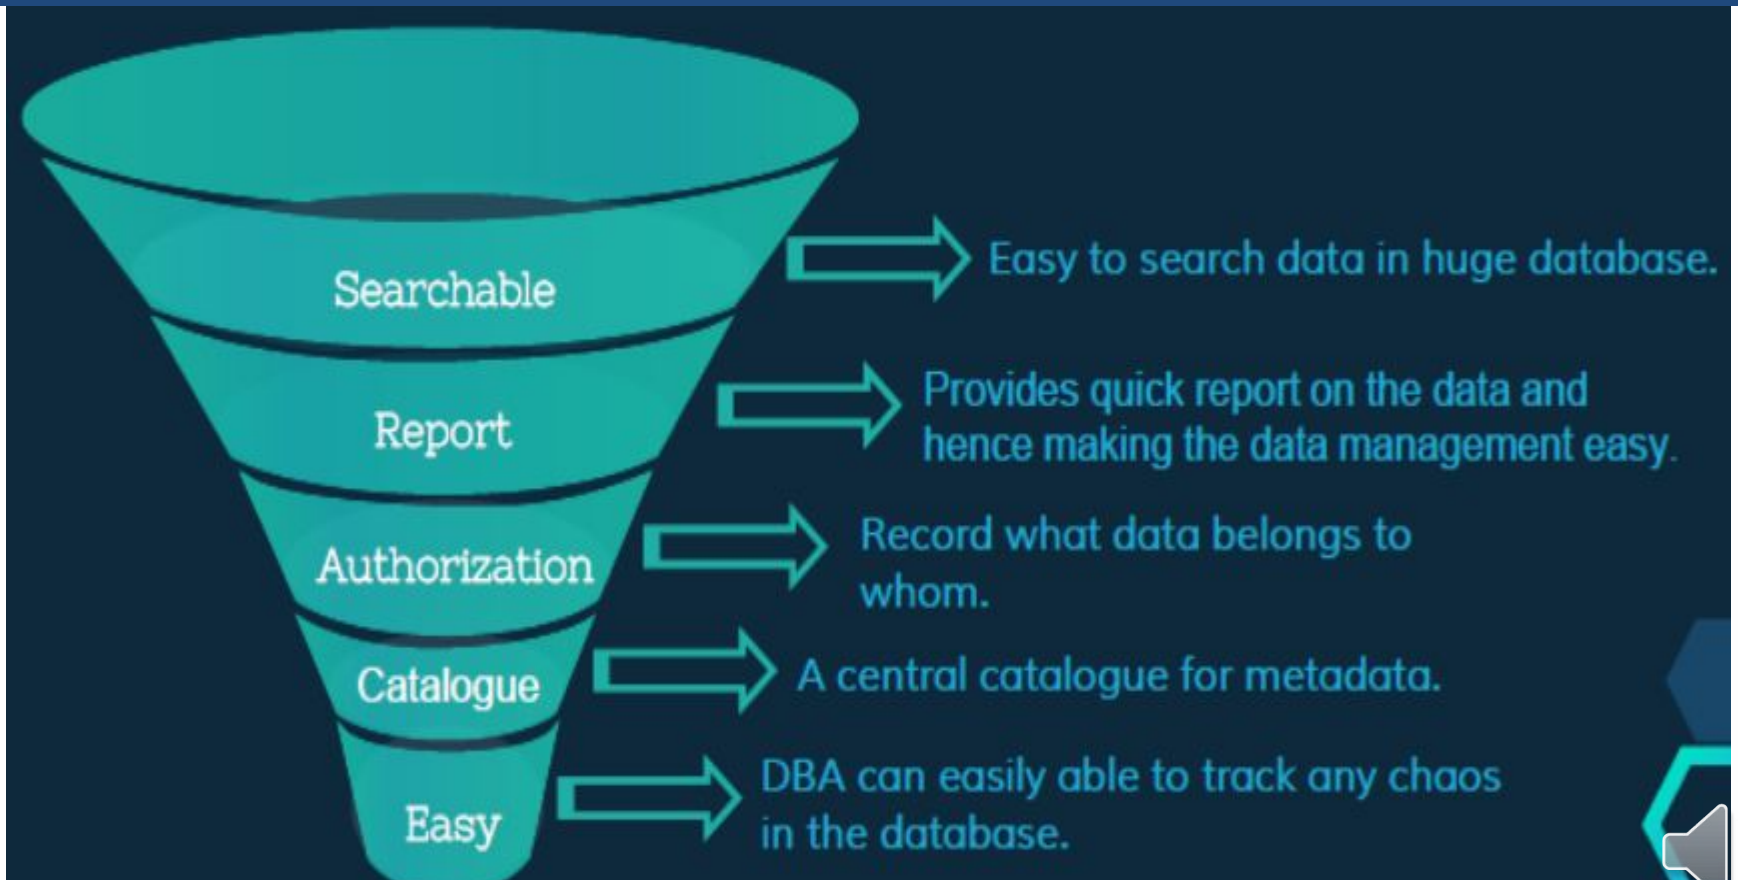 Searchable
Easy to search data in huge database.
Report
Provides quick report on the data and
hence making the data management easy.
Authorization
Record what data belongs to
whom.
Catalogue
A central catalogue for metadata.
Easy
DBA can easily able to track any chaos
in the database.